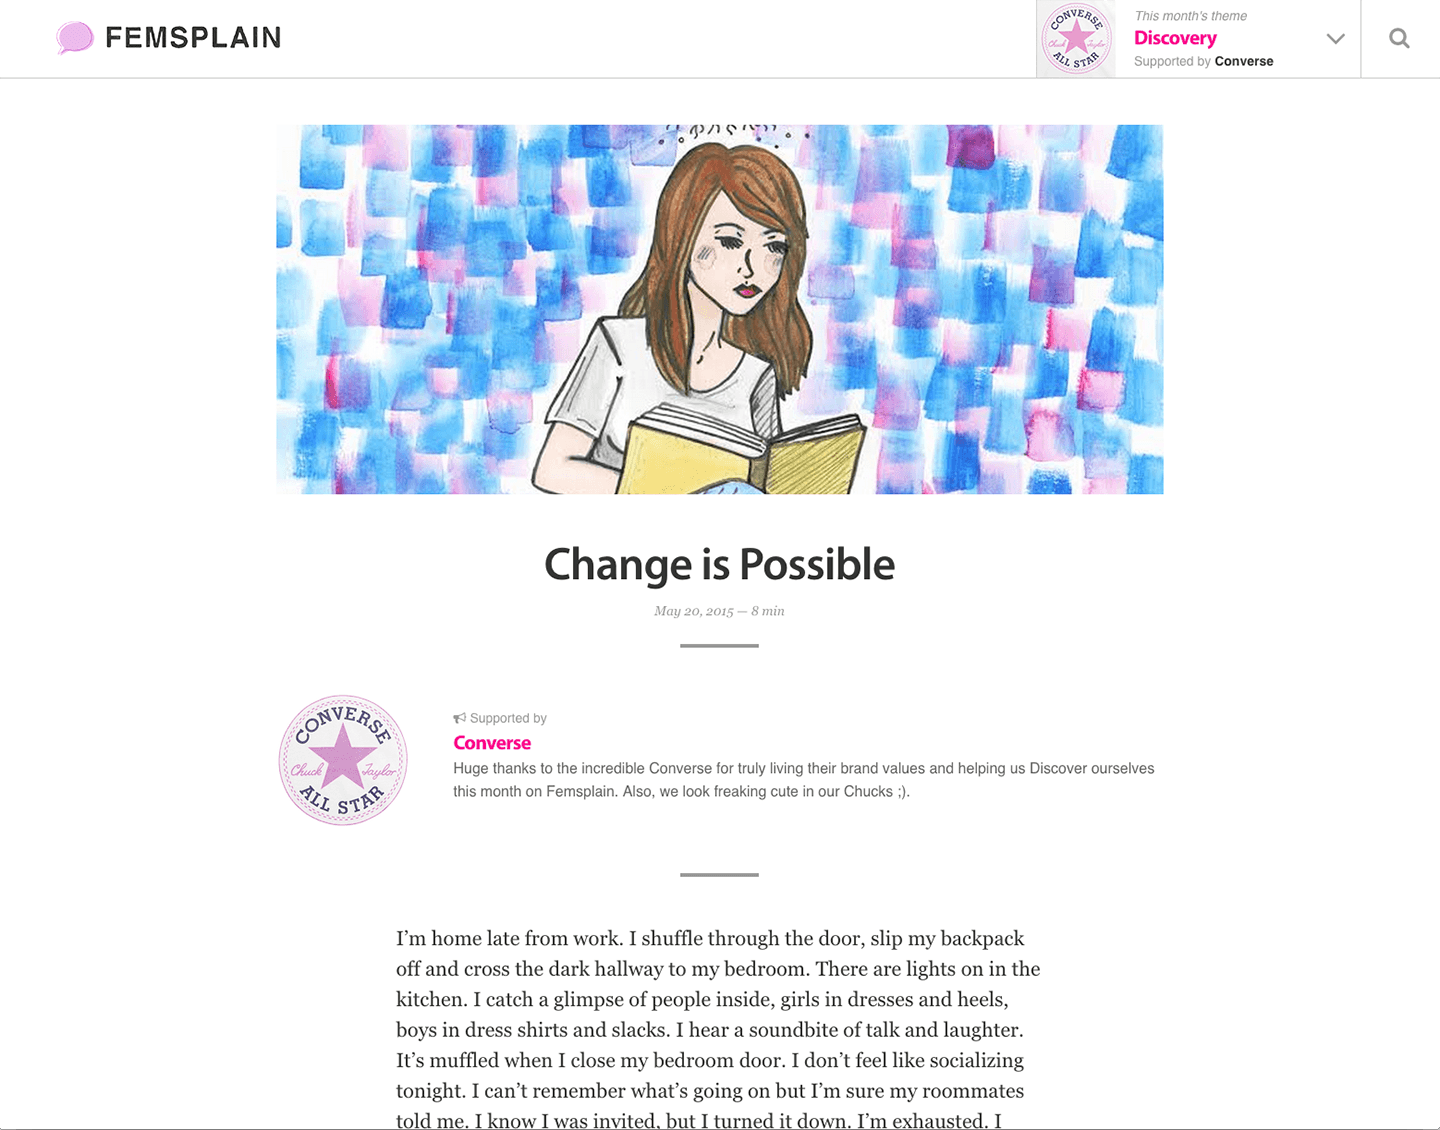 FEMSPLAIN
CONVERSE
Chuck Taylor
ALL STAR
This month's theme
Discovery
Supported by Converse
Change is Possible
May 20, 2015 — 8 min
CONVERSE
Chuck Taylor
ALL STAR
Supported by
Converse
Huge thanks to the incredible Converse for truly living their brand values and helping us Discover ourselves
this month on Femsplain. Also, we look freaking cute in our Chucks ;).
I’m home late from work. I shuffle through the door, slip my backpack
off and cross the dark hallway to my bedroom. There are lights on in the
kitchen. I catch a glimpse of people inside, girls in dresses and heels,
boys in dress shirts and slacks. I hear a soundbite of talk and laughter.
It’s muffled when I close my bedroom door. I don’t feel like socializing
tonight. I can’t remember what’s going on but I’m sure my roommates
told me. I know I was invited, but I turned it down. I’m exhausted. I